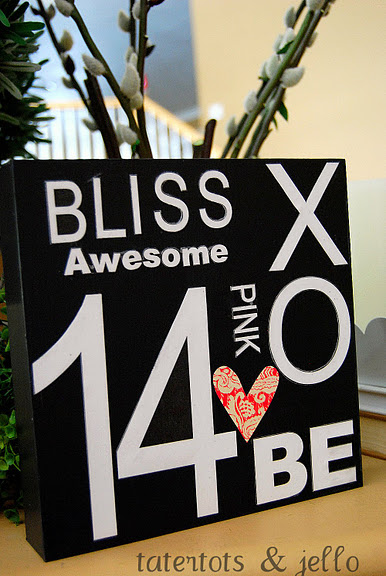 BLISS
Awesome
X
PINK
O
14
BE
tatertots & jello